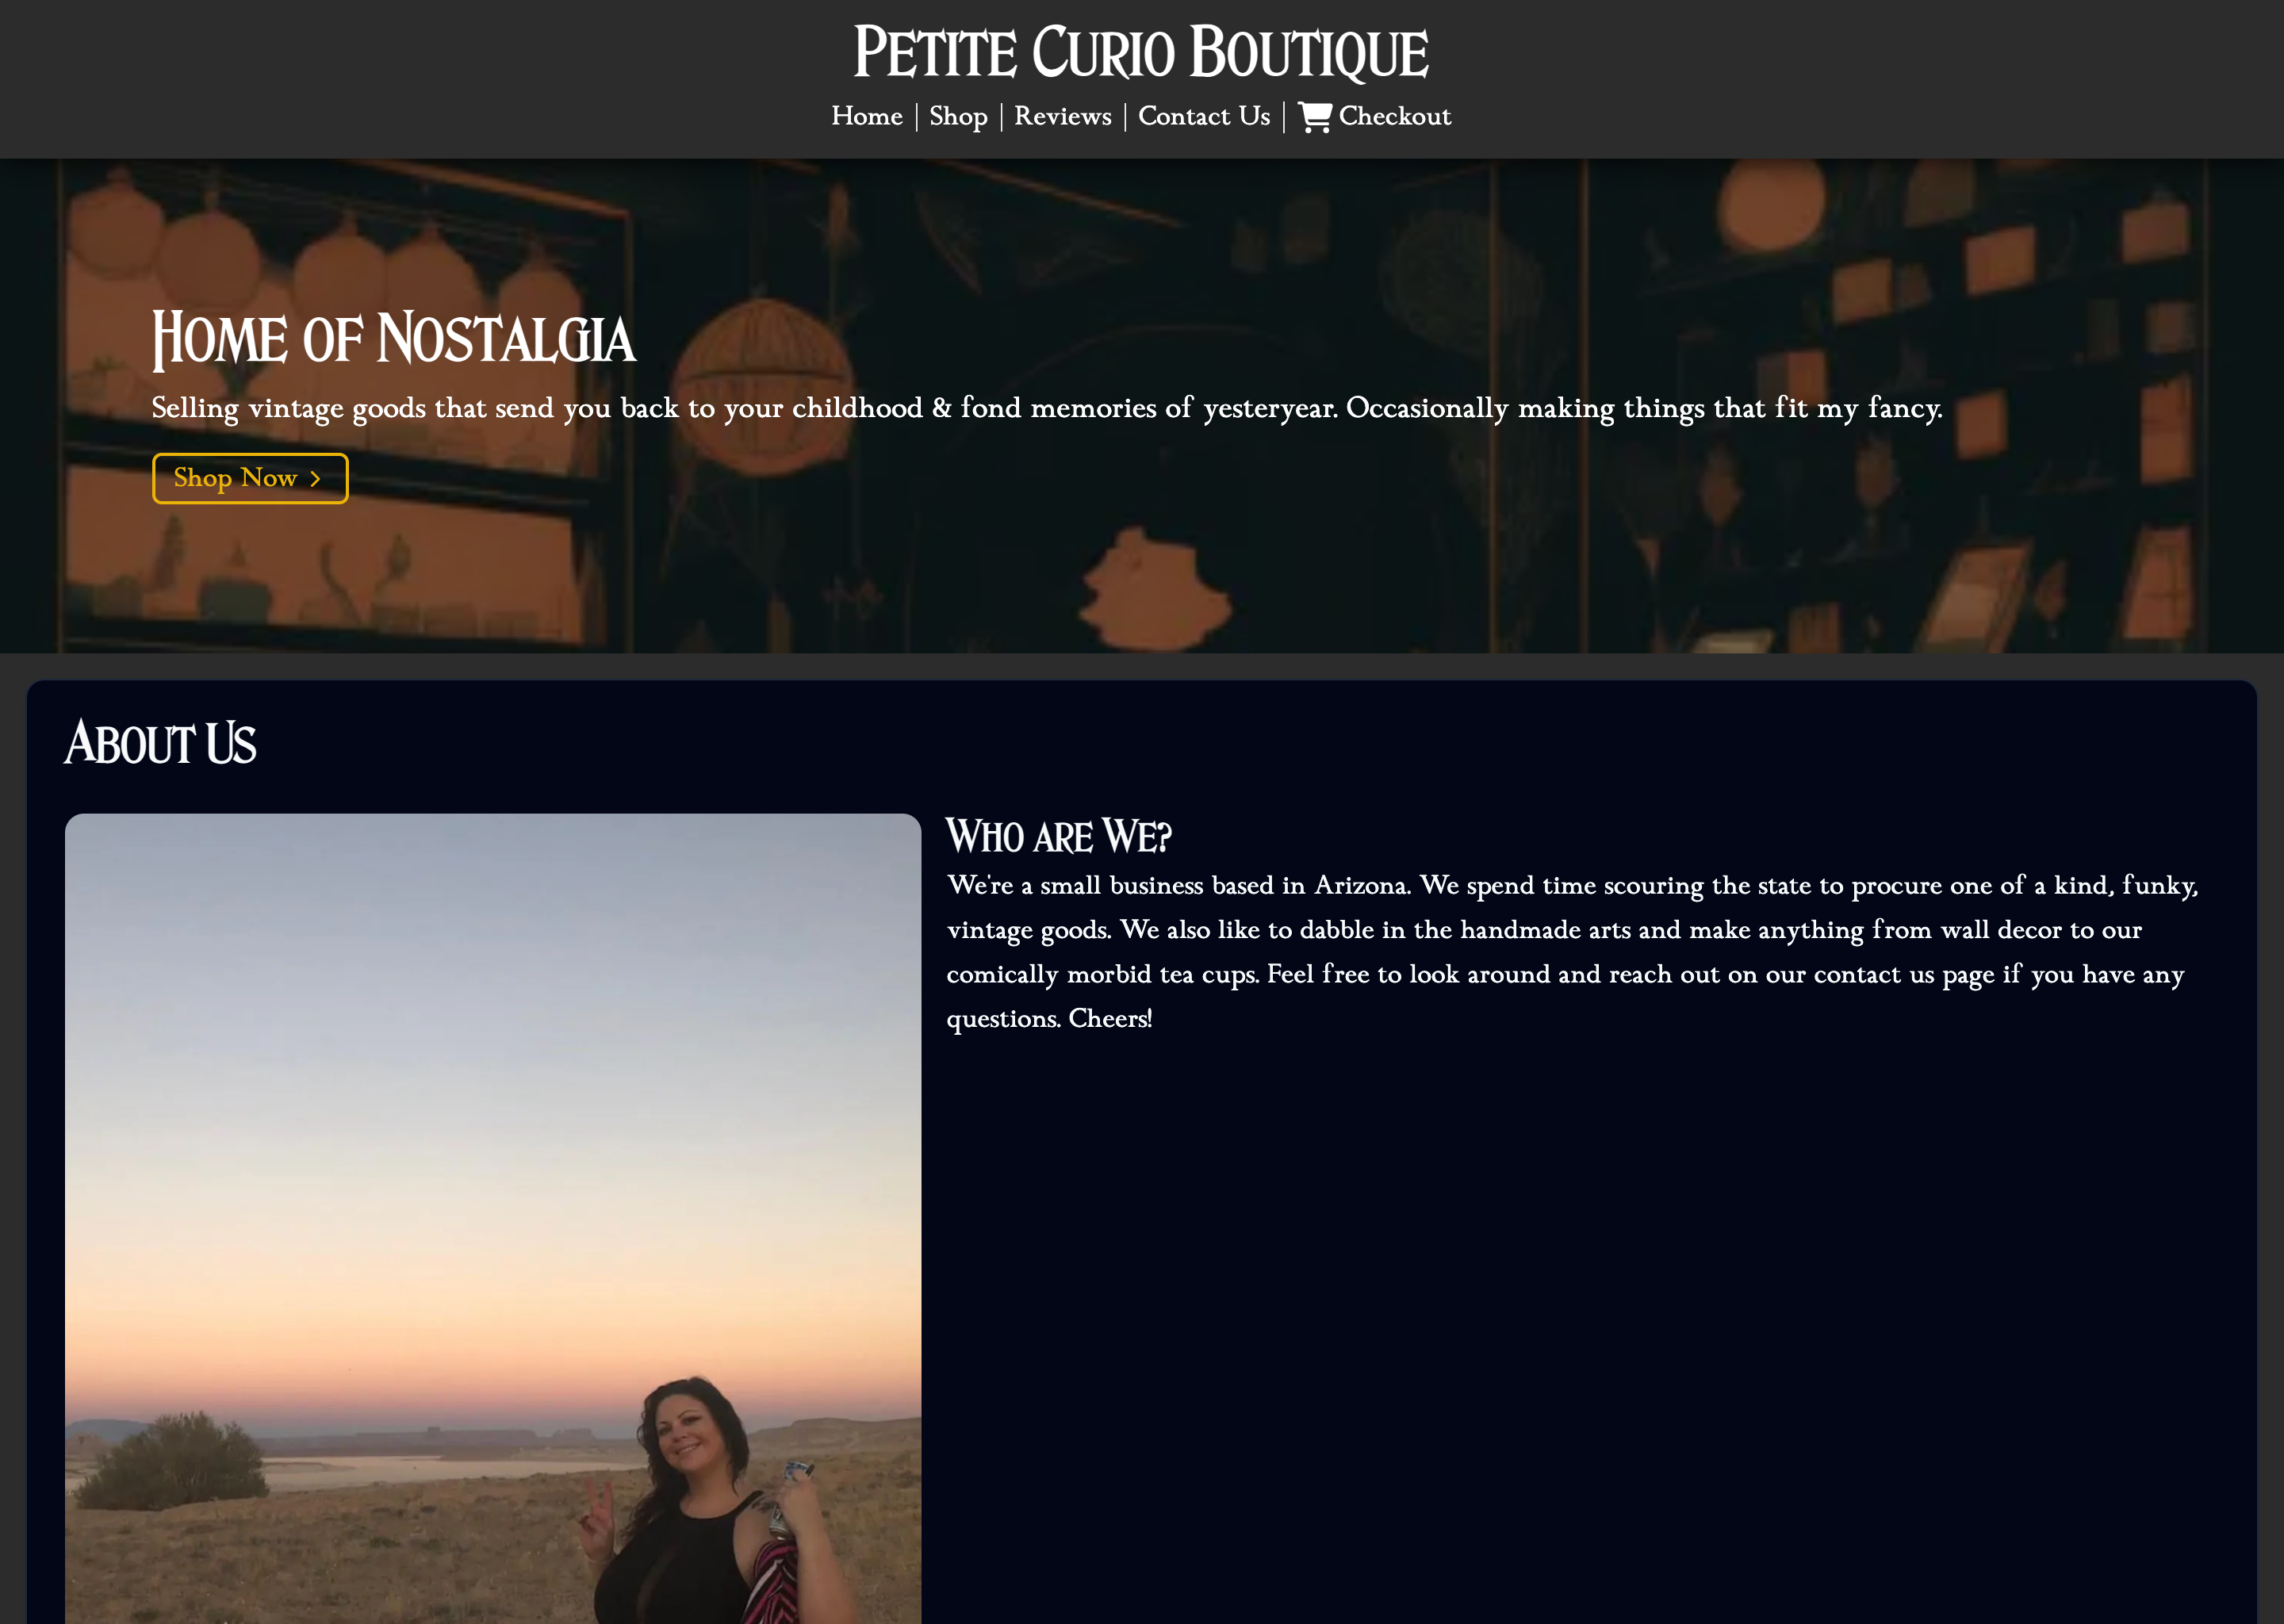 Petite Curio Boutique
Home | Shop | Reviews | Contact Us | Checkout
Home of Nostalgia
Selling vintage goods that send you back to your childhood & fond memories of yesteryear. Occasionally making things that fit my fancy.
Shop Now >
About Us
Who are We?
We're a small business based in Arizona. We spend time scouring the state to procure one of a kind, funky,
vintage goods. We also like to dabble in the handmade arts and make anything from wall decor to our
comically morbid tea cups. Feel free to look around and reach out on our contact us page if you have any
questions. Cheers!